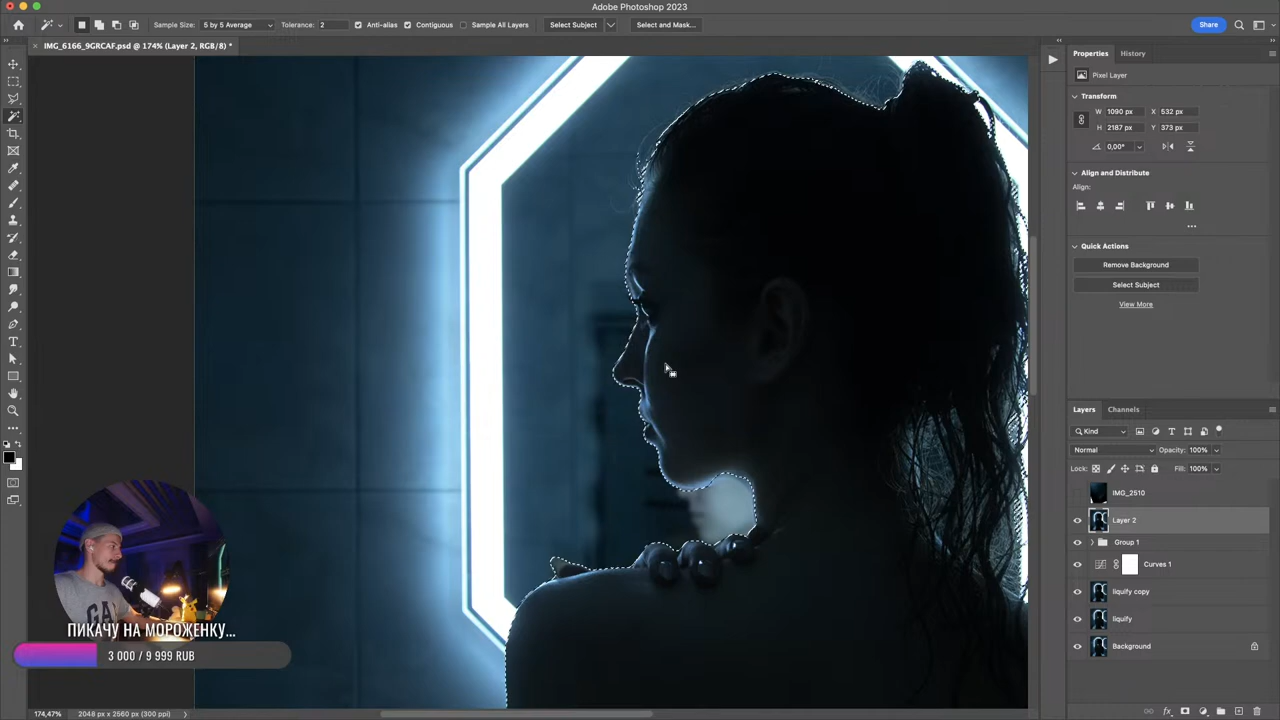 Adobe Photoshop 2023
Sample Size: 5 by 5 Average Tolerance: 2 Anti-alias Contiguous Sample All Layers Select Subject Select and Mask... Share
× IMG_6166_9GRCAF.psd @ 174% (Layer 2, RGB/8) *
Properties History
Pixel Layer
Transform
W 1090 px X 532 px
H 2187 px Y 373 px
0,00°
Align and Distribute
Align:
•••
Quick Actions
Remove Background
Select Subject
View More
Layers Channels
Kind
Normal Opacity: 100%
Lock: Fill: 100%
IMG_2510
Layer 2
Group 1
Curves 1
liquify copy
liquify
Background
GAP
ПИКАЧУ НА МОРОЖЕНКУ...
3 000 / 9 999 RUB
174,47% 2048 px x 2560 px (300 ppi)
fx